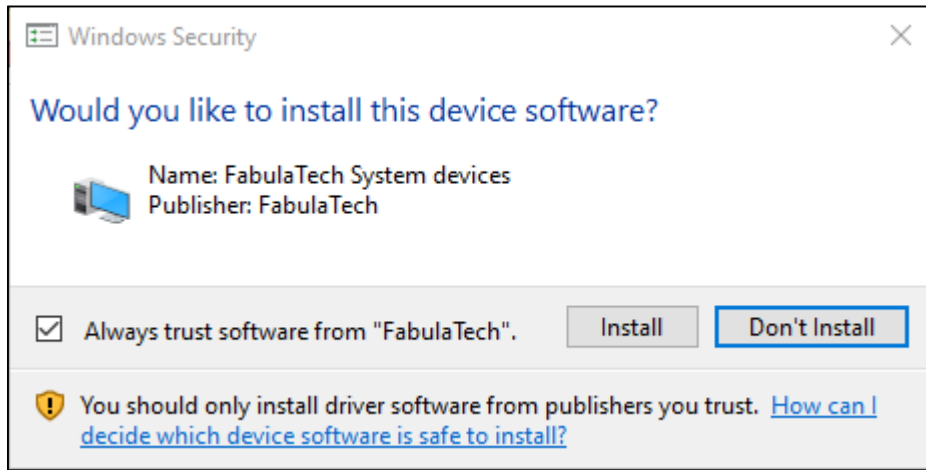 Windows Security
Would you like to install this device software?
Name: FabulaTech System devices
Publisher: FabulaTech
Always trust software from "FabulaTech".
Install
Don't Install
You should only install driver software from publishers you trust. How can I
decide which device software is safe to install?